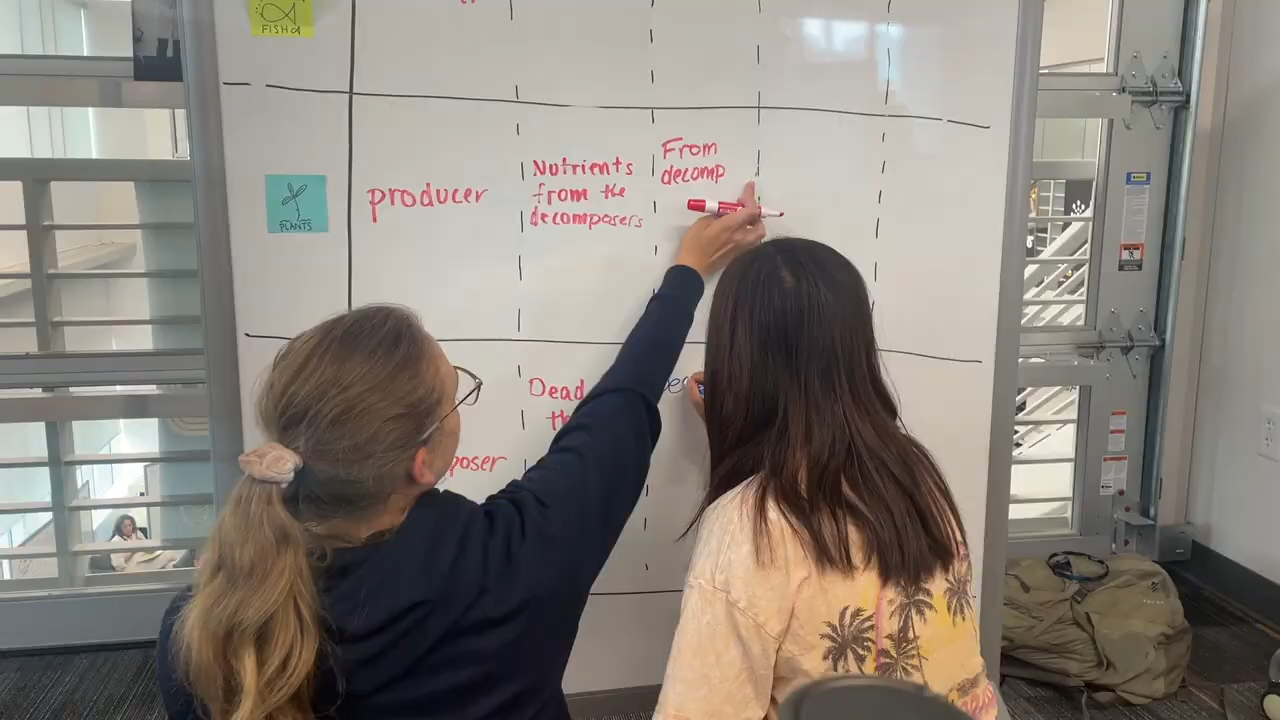 FISH
producer
Nutrients
from the
decomposers
From
decomp
PLANTS
Dead
th
poser